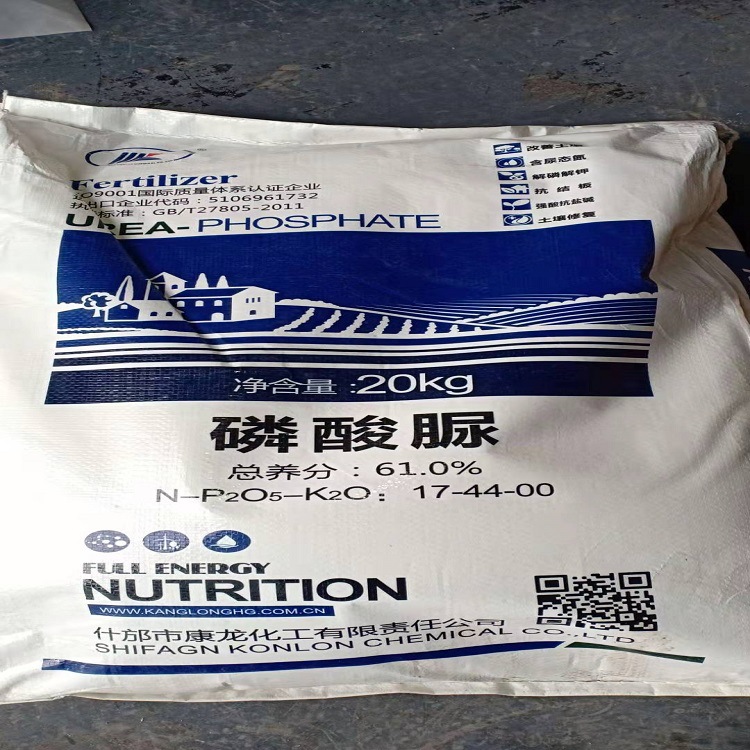 Fertilizer
ISO9001国际质量体系认证企业
进出口企业代码:5106961732
标准:GB/T27805-2011
UREA-PHOSPHATE
改善土壤
含尿态氮
解磷解钾
抗结板
强酸抗盐碱
土壤修复
净含量:20kg
磷酸脲
总养分:61.0%
N-P2O5-K2O:17-44-00
FULL ENERGY
NUTRITION
WWW.KANGLONGHG.COM.CN
什邡市康龙化工有限责任公司
SHIFAGN KONLON CHEMICAL CO.,LTD